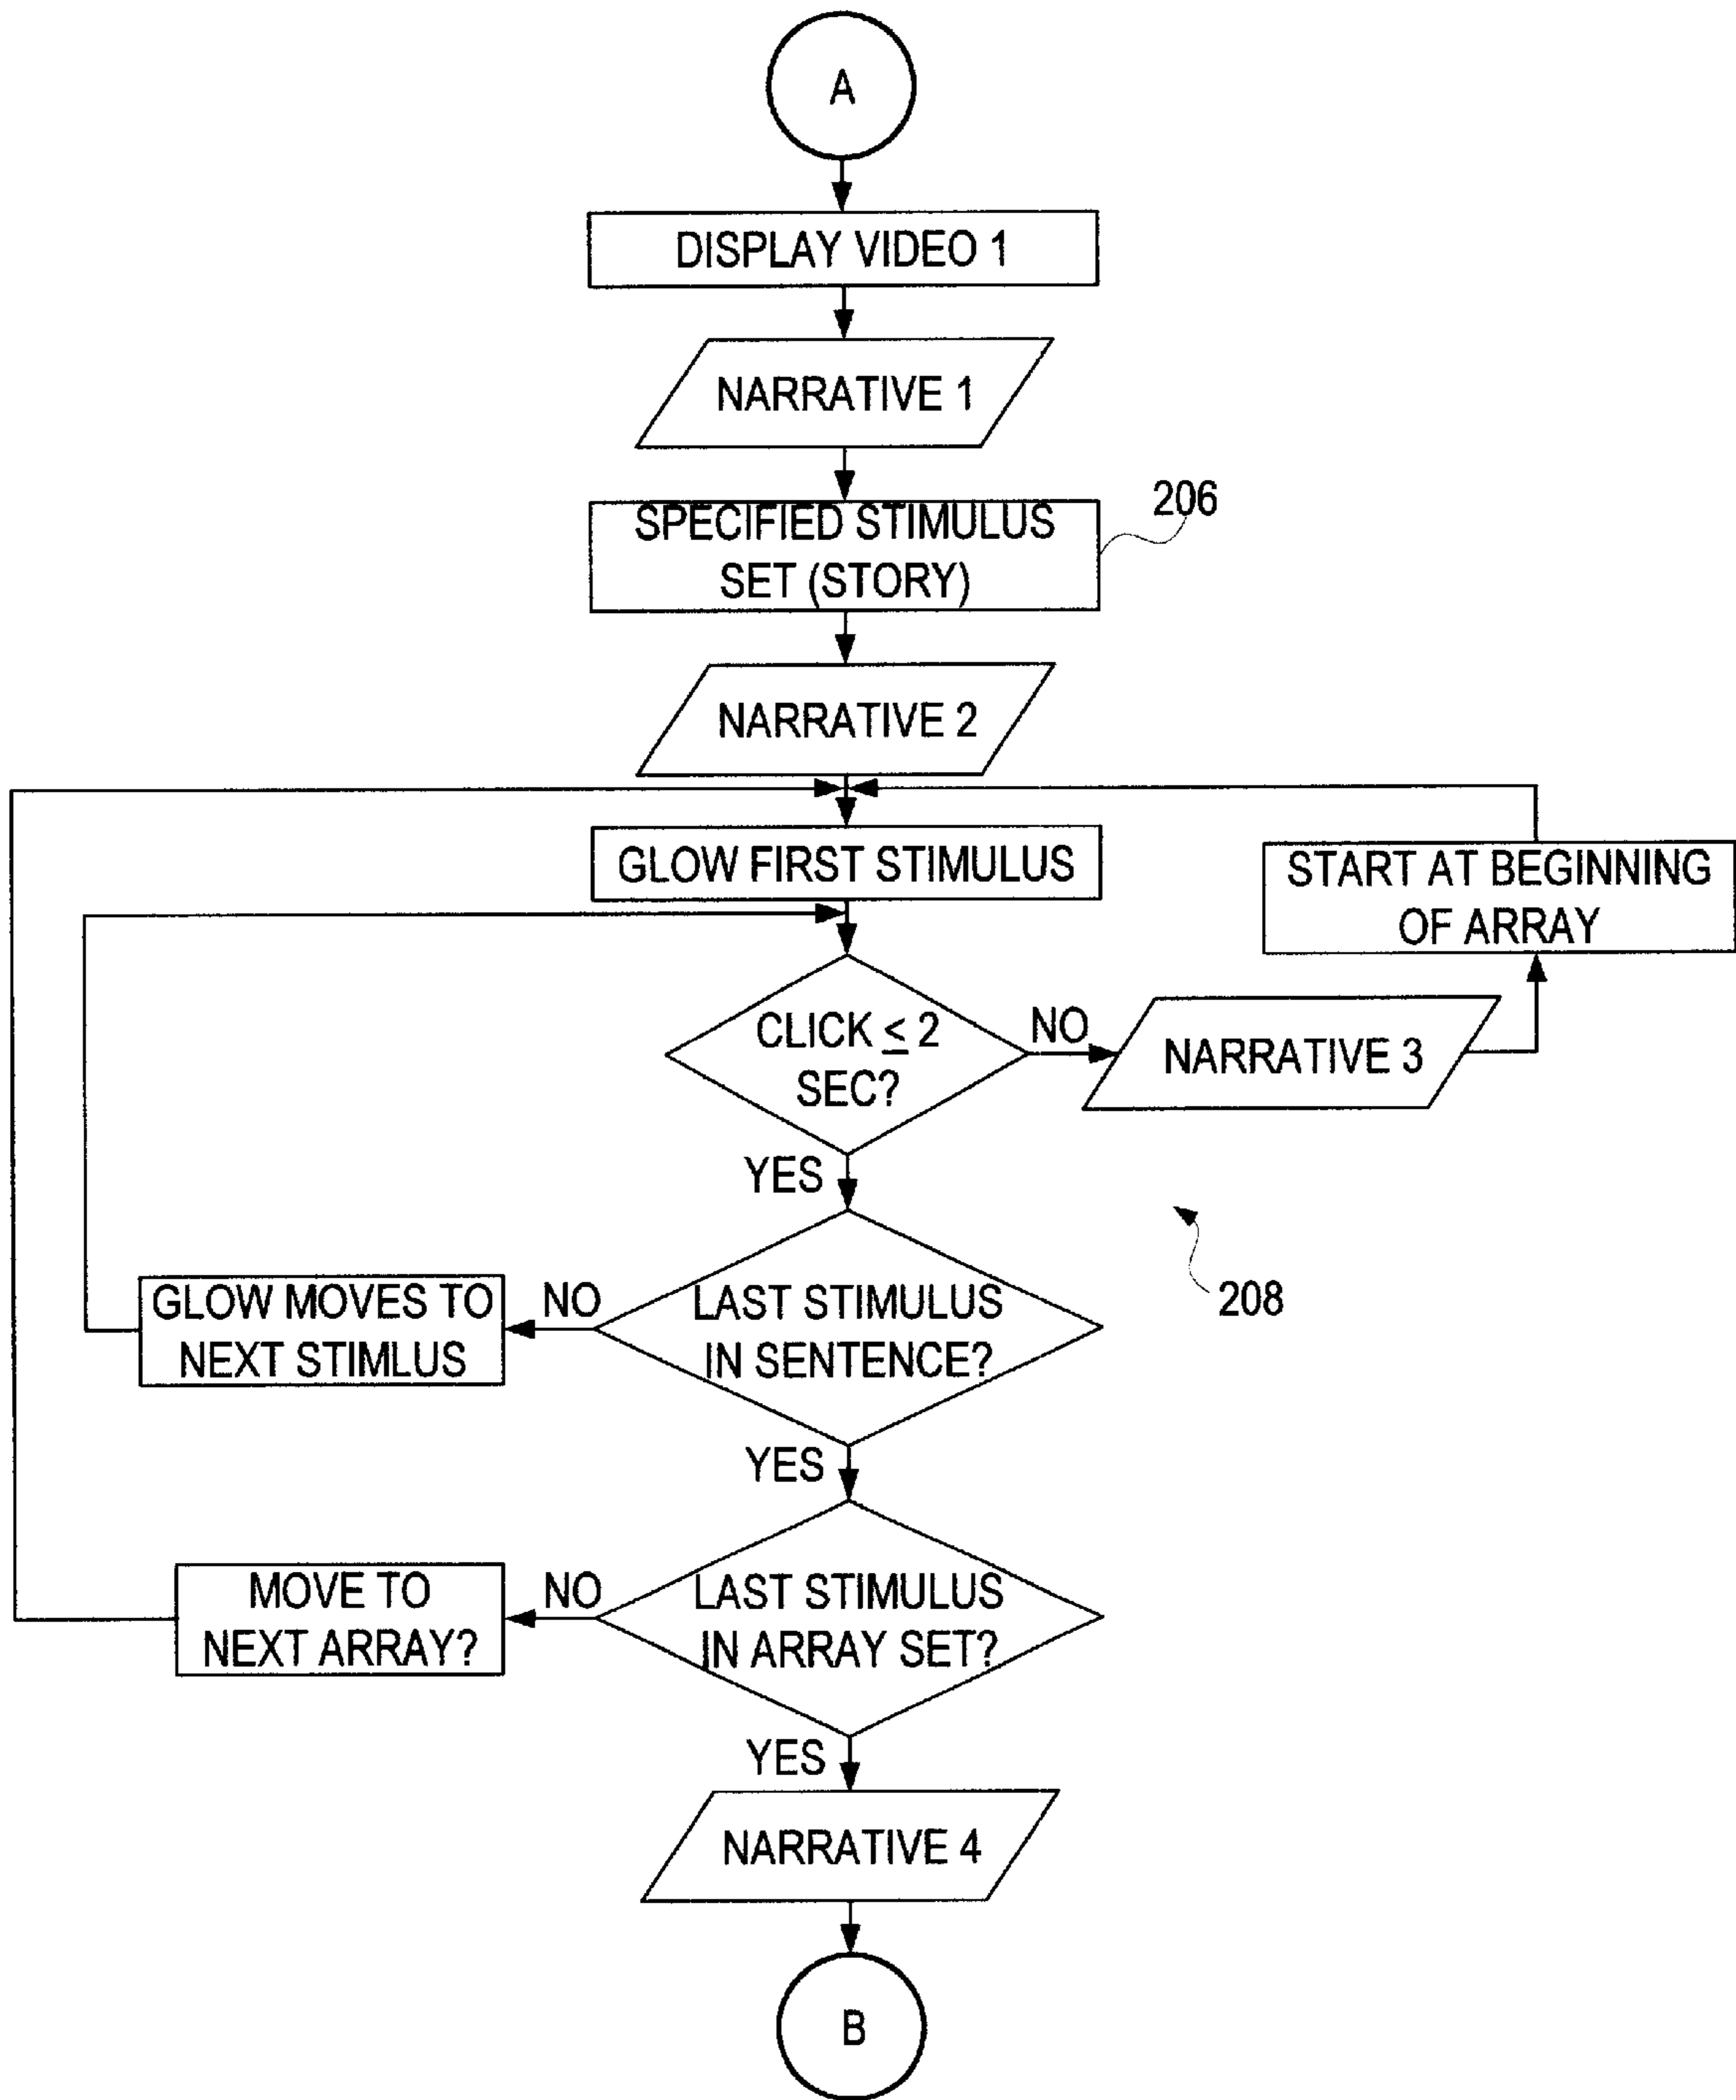 A
DISPLAY VIDEO 1
NARRATIVE 1
SPECIFIED STIMULUS
SET (STORY)
206
NARRATIVE 2
GLOW FIRST STIMULUS
START AT BEGINNING
OF ARRAY
CLICK ≤ 2
SEC?
NO
NARRATIVE 3
YES
208
GLOW MOVES TO
NEXT STIMLUS
NO
LAST STIMULUS
IN SENTENCE?
YES
MOVE TO
NEXT ARRAY?
NO
LAST STIMULUS
IN ARRAY SET?
YES
NARRATIVE 4
B